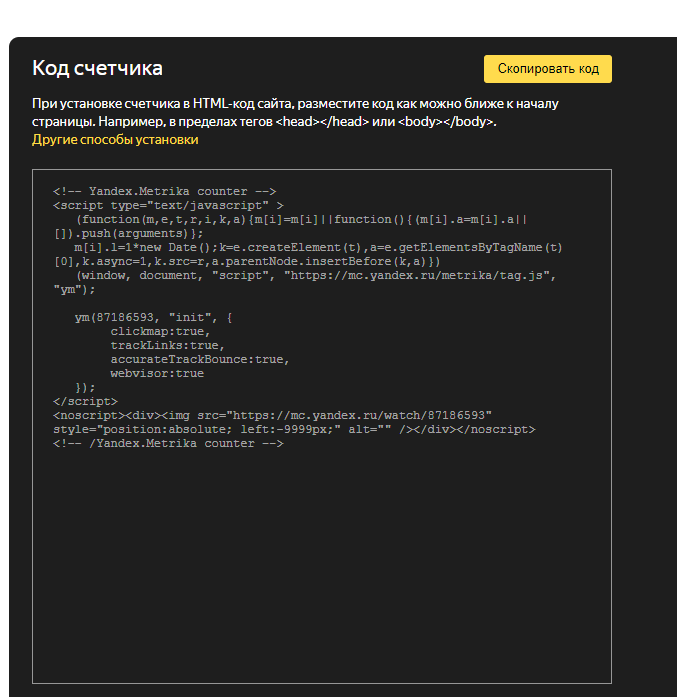 Код счетчика
Скопировать код
При установке счетчика в HTML-код сайта, разместите код как можно ближе к началу
страницы. Например, в пределах тегов <head></head> или <body></body>.
Другие способы установки
<!-- Yandex.Metrika counter -->
<script type="text/javascript" >
(function(m,e,t,r,i,k,a){m[i]=m[i]||function(){(m[i].a=m[i].a||
[]).push(arguments)};
m[i].l=1*new Date();k=e.createElement(t),a=e.getElementsByTagName(t)
[0],k.async=1,k.src=r,a.parentNode.insertBefore(k,a)})
(window, document, "script", "https://mc.yandex.ru/metrika/tag.js",
"ym");
ym(87186593, "init", {
clickmap:true,
trackLinks:true,
accurateTrackBounce:true,
webvisor:true
});
</script>
<noscript><div><img src="https://mc.yandex.ru/watch/87186593"
style="position:absolute; left:-9999px;" alt="" /></div></noscript>
<!-- /Yandex.Metrika counter -->